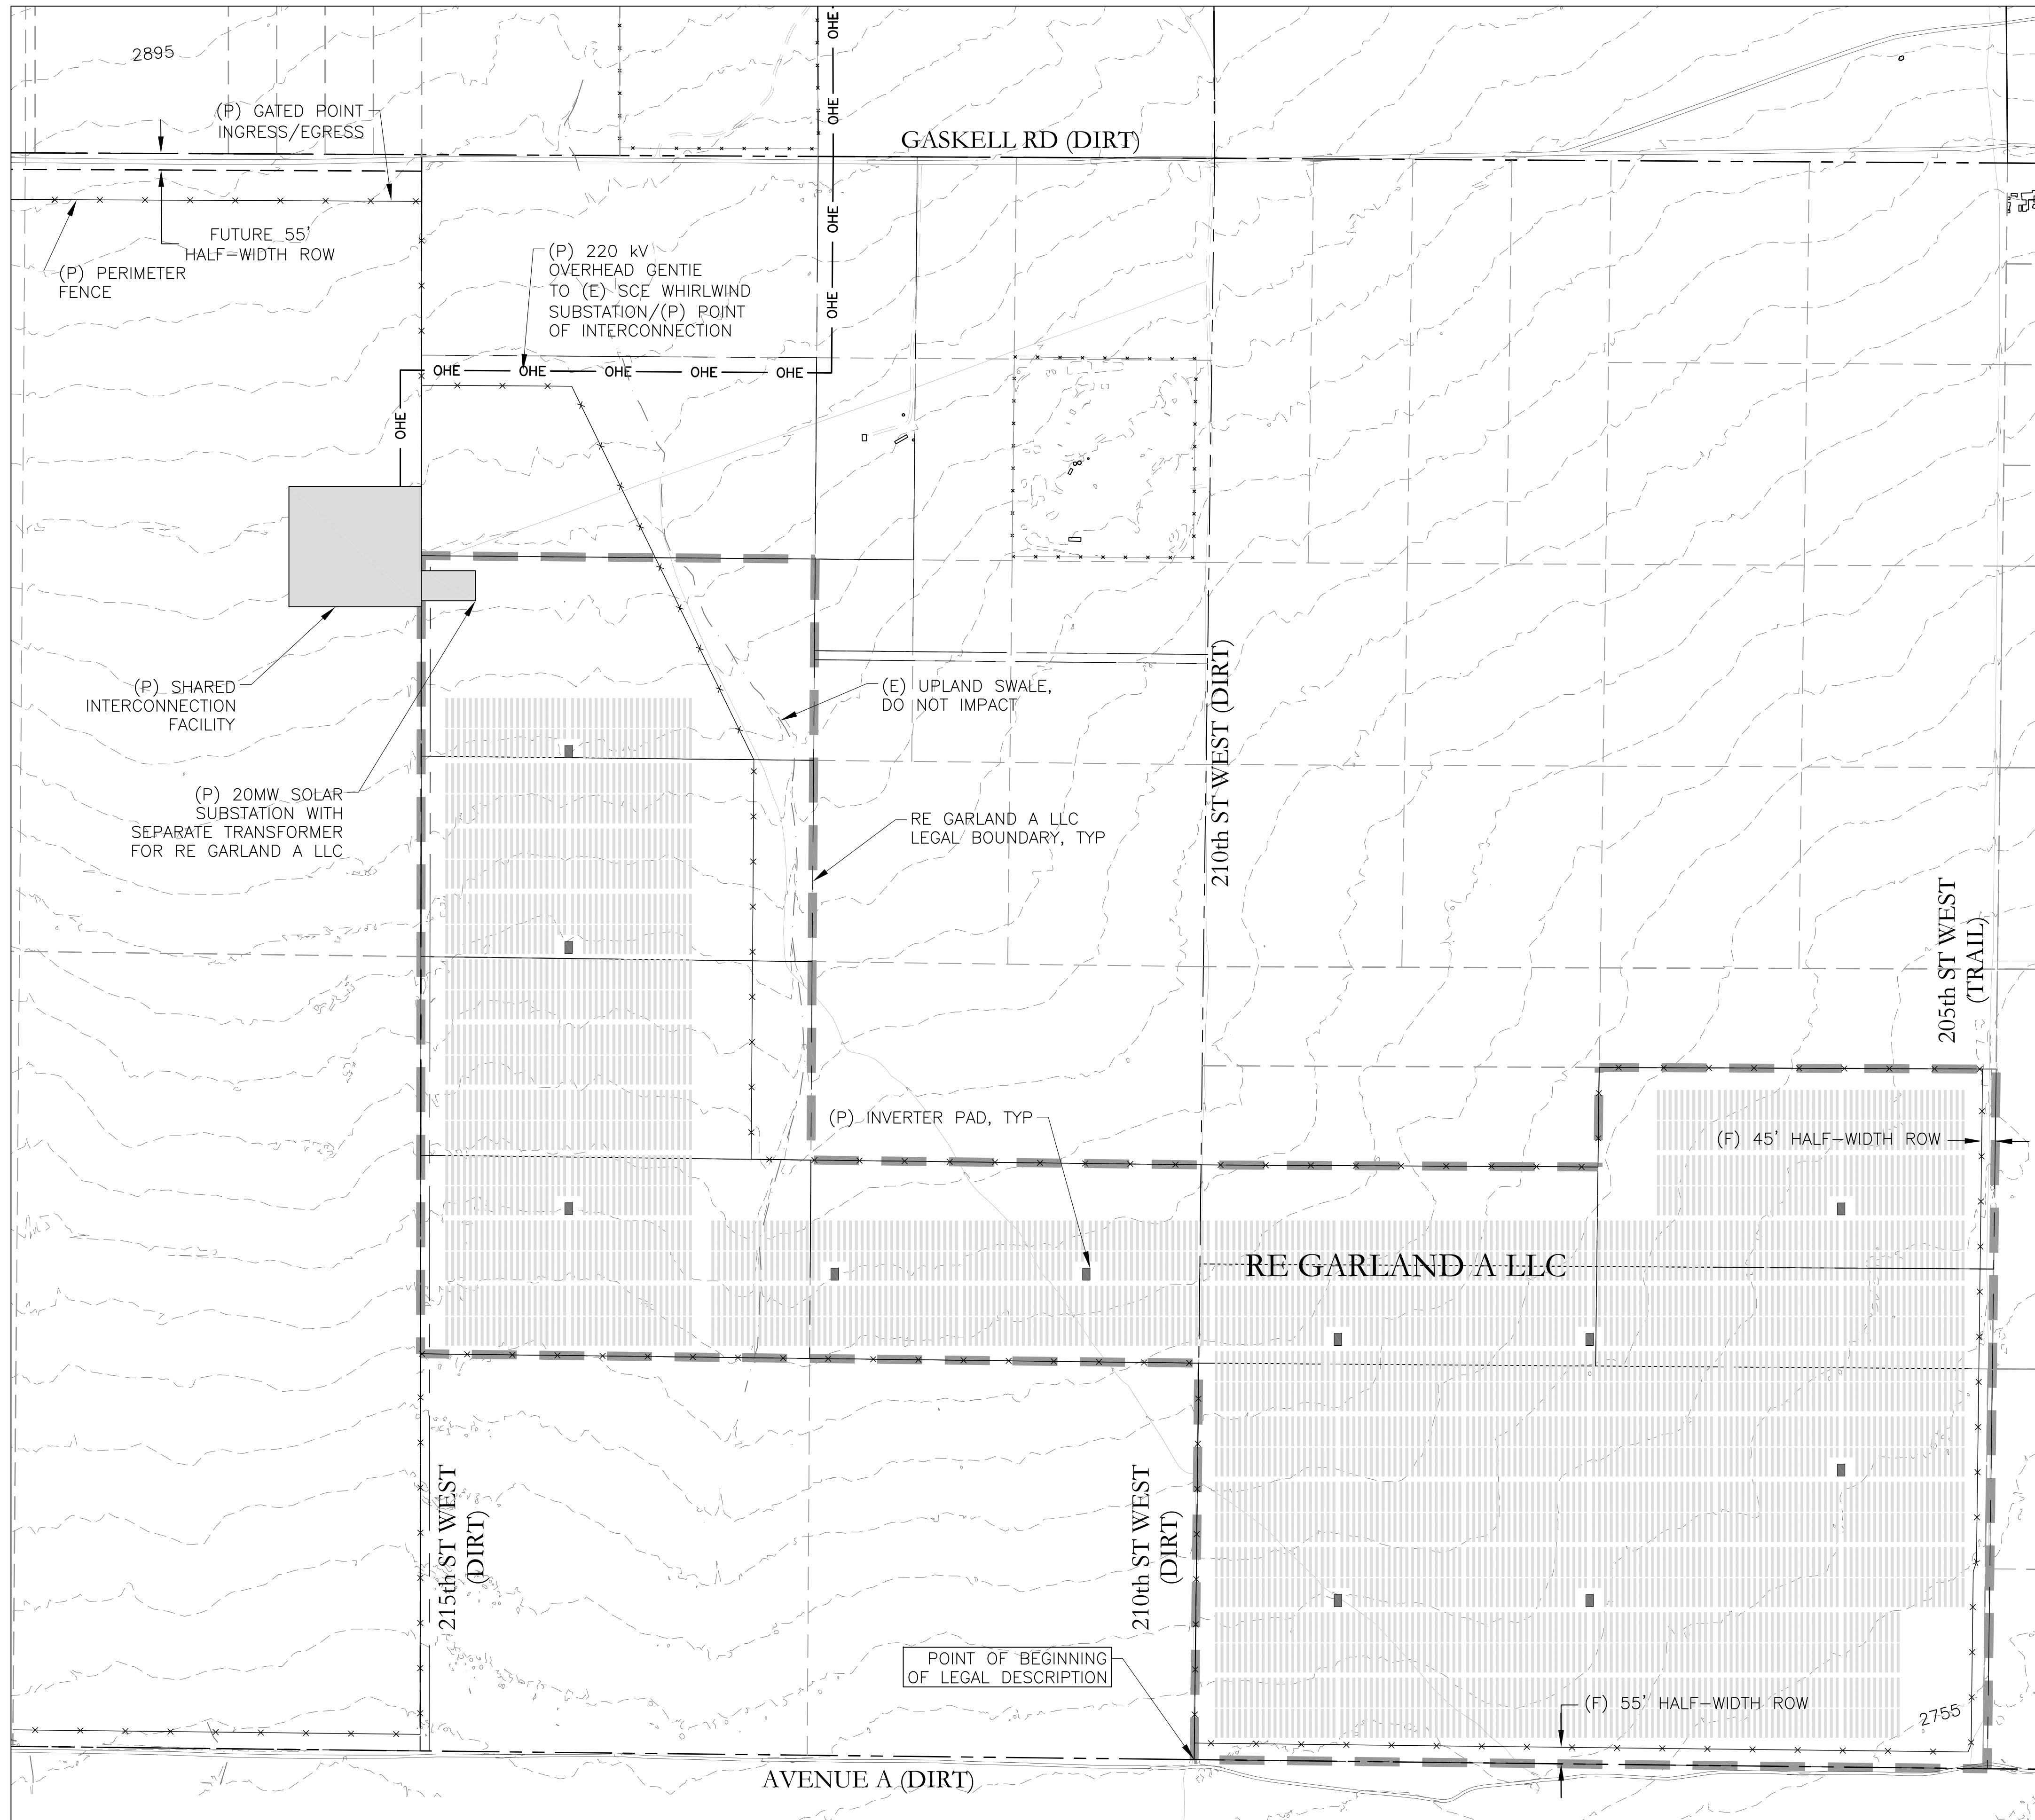 2895
(P) GATED POINT
INGRESS/EGRESS
GASKELL RD (DIRT)
OHE
OHE
OHE
OHE
OHE
FUTURE 55'
HALF-WIDTH ROW
(P) PERIMETER
FENCE
(P) 220 kV
OVERHEAD GENTIE
TO (E) SCE WHIRLWIND
SUBSTATION/(P) POINT
OF INTERCONNECTION
OHE
OHE
OHE
OHE
OHE
OHE
(P) SHARED
INTERCONNECTION
FACILITY
(E) UPLAND SWALE,
DO NOT IMPACT
210th ST WEST (DIRT)
(P) 20MW SOLAR
SUBSTATION WITH
SEPARATE TRANSFORMER
FOR RE GARLAND A LLC
RE GARLAND A LLC
LEGAL BOUNDARY, TYP
205th ST WEST
(TRAIL)
(P) INVERTER PAD, TYP
(F) 45' HALF-WIDTH ROW
RE GARLAND A LLC
215th ST WEST
(DIRT)
210th ST WEST
(DIRT)
POINT OF BEGINNING
OF LEGAL DESCRIPTION
(F) 55' HALF-WIDTH ROW
2755
AVENUE A (DIRT)